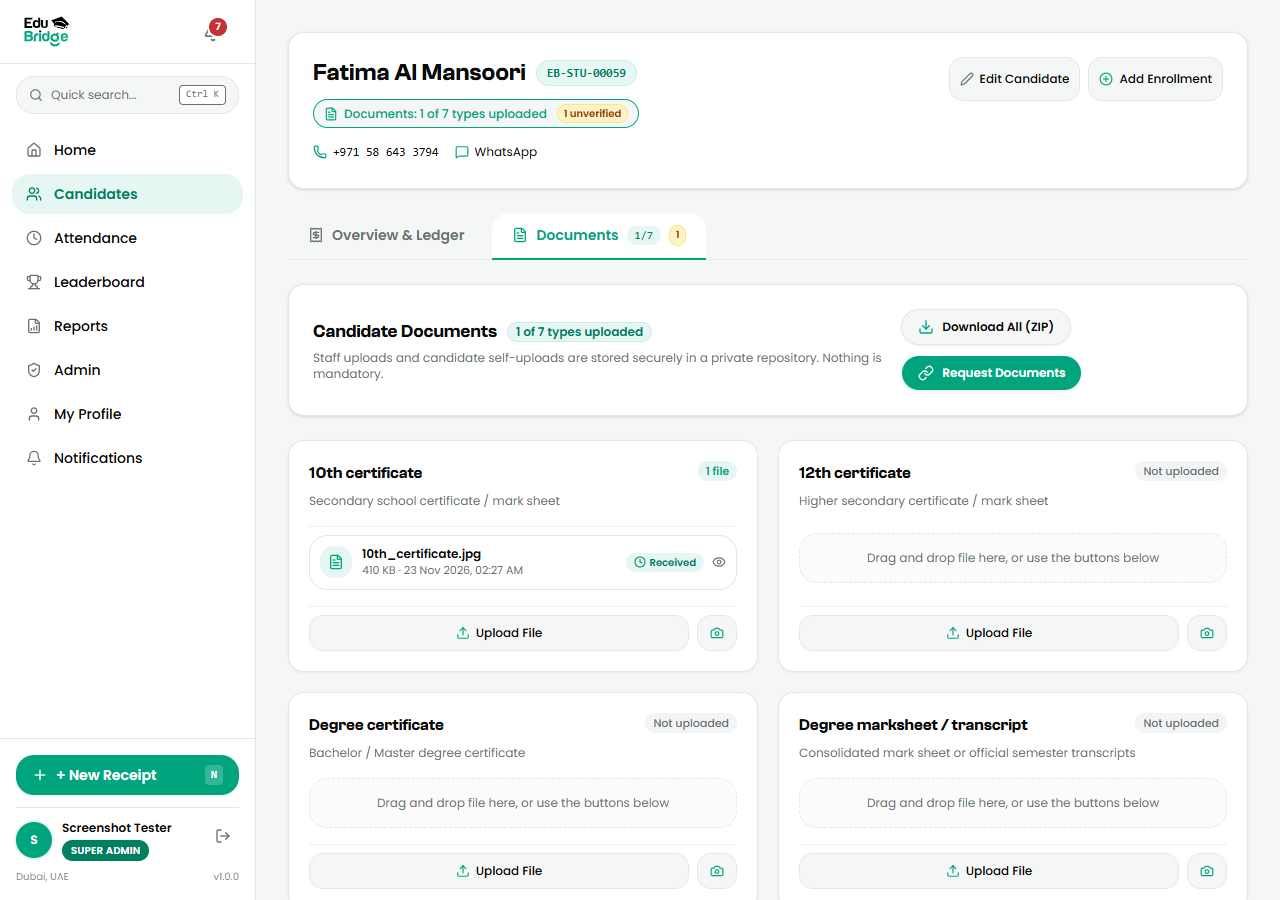 Edu
Bridge
7
Quick search...
Ctrl K
Home
Candidates
Attendance
Leaderboard
Reports
Admin
My Profile
Notifications
+ New Receipt
N
S
Screenshot Tester
SUPER ADMIN
Dubai, UAE
v1.0.0
Fatima Al Mansoori
EB-STU-00059
Documents: 1 of 7 types uploaded
1 unverified
+971 58 643 3794
WhatsApp
Edit Candidate
Add Enrollment
Overview & Ledger
Documents
1/7
1
Candidate Documents
1 of 7 types uploaded
Staff uploads and candidate self-uploads are stored securely in a private repository. Nothing is
mandatory.
Download All (ZIP)
Request Documents
10th certificate
1 file
Secondary school certificate / mark sheet
10th_certificate.jpg
410 KB · 23 Nov 2026, 02:27 AM
Received
Upload File
12th certificate
Not uploaded
Higher secondary certificate / mark sheet
Drag and drop file here, or use the buttons below
Upload File
Degree certificate
Not uploaded
Bachelor / Master degree certificate
Drag and drop file here, or use the buttons below
Upload File
Degree marksheet / transcript
Not uploaded
Consolidated mark sheet or official semester transcripts
Drag and drop file here, or use the buttons below
Upload File